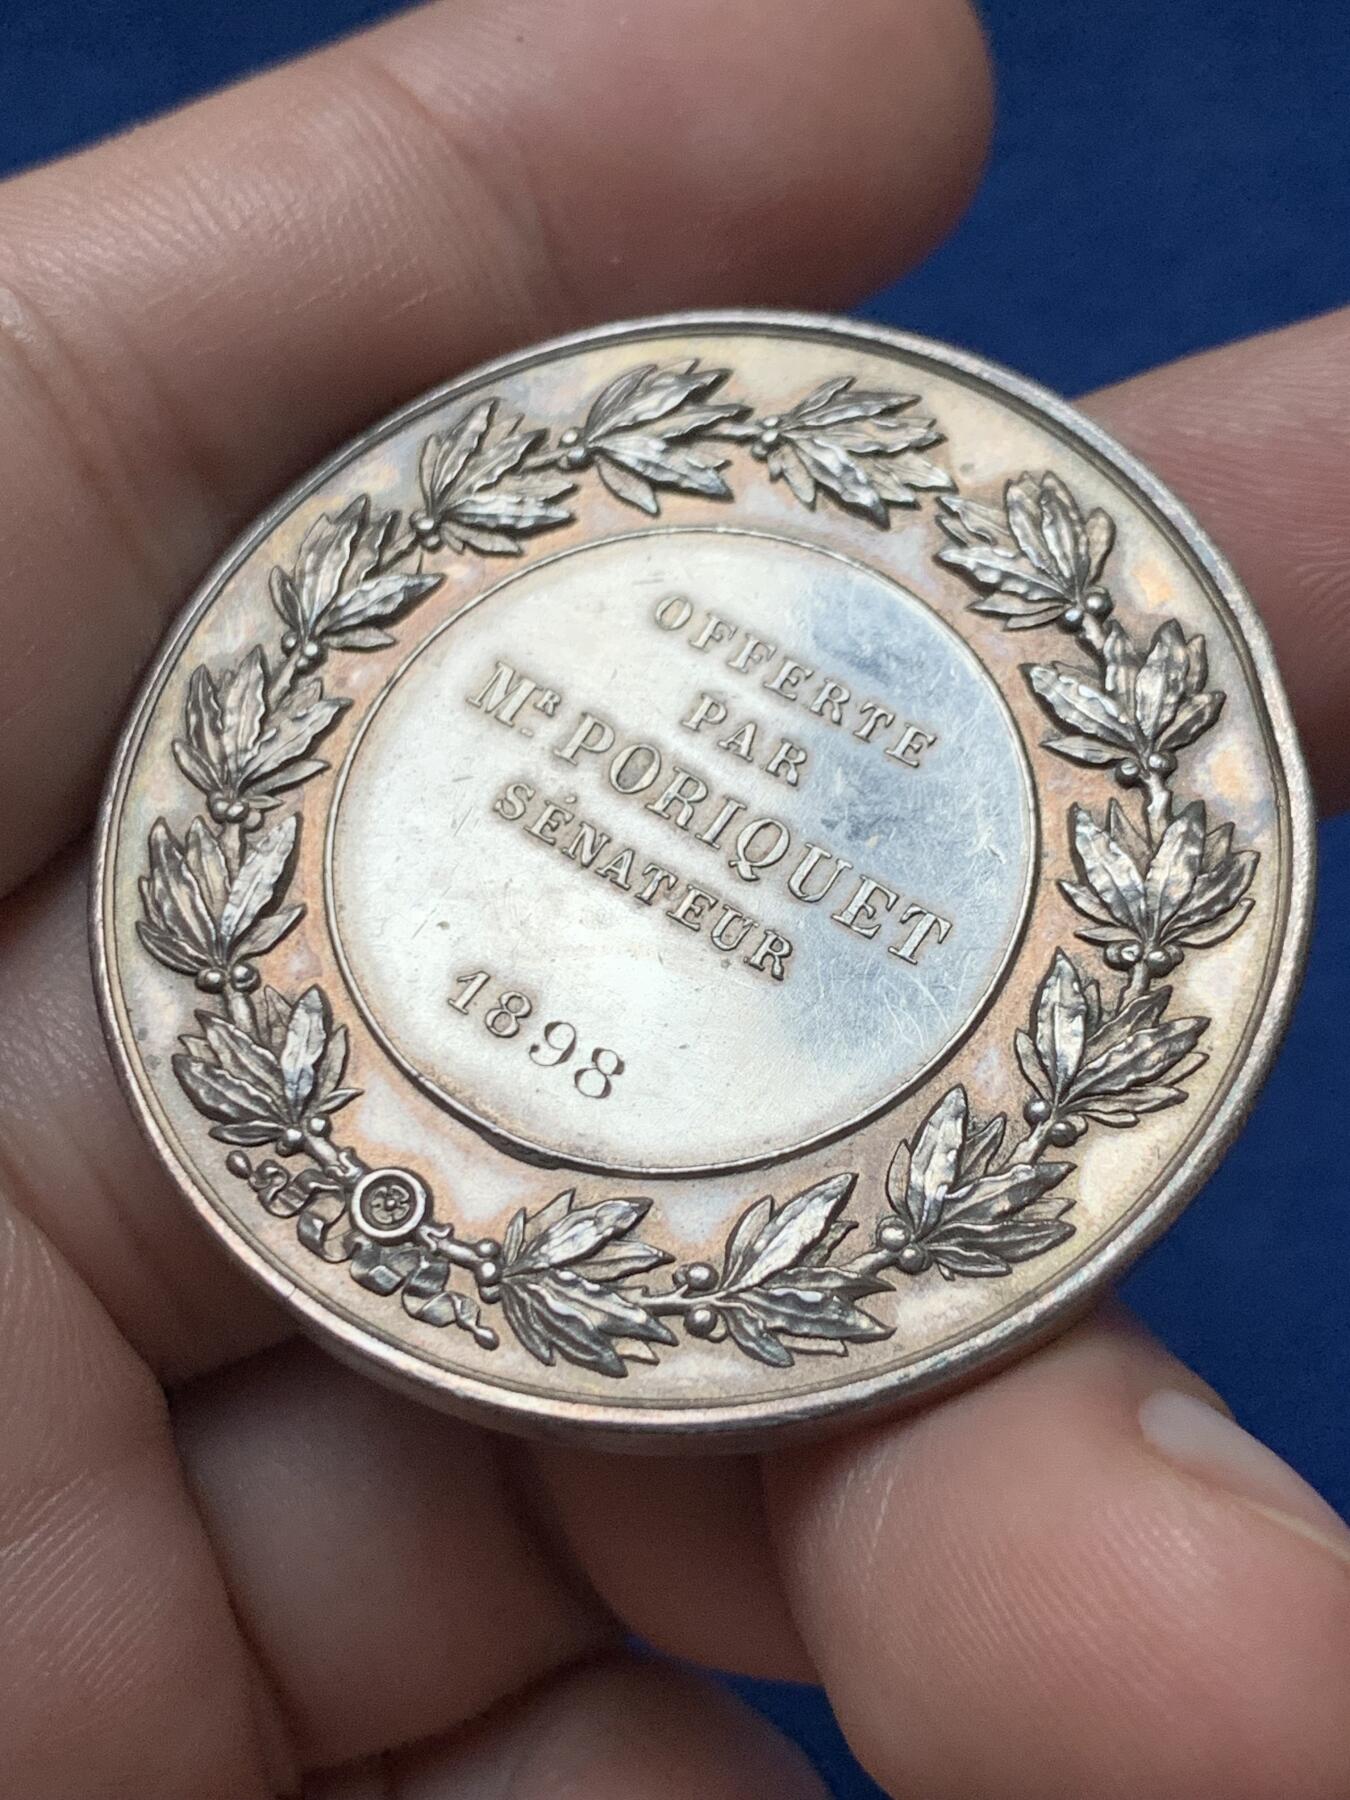 OFFERTE
PAR
MR. PORIQUET
SÉNATEUR
1898